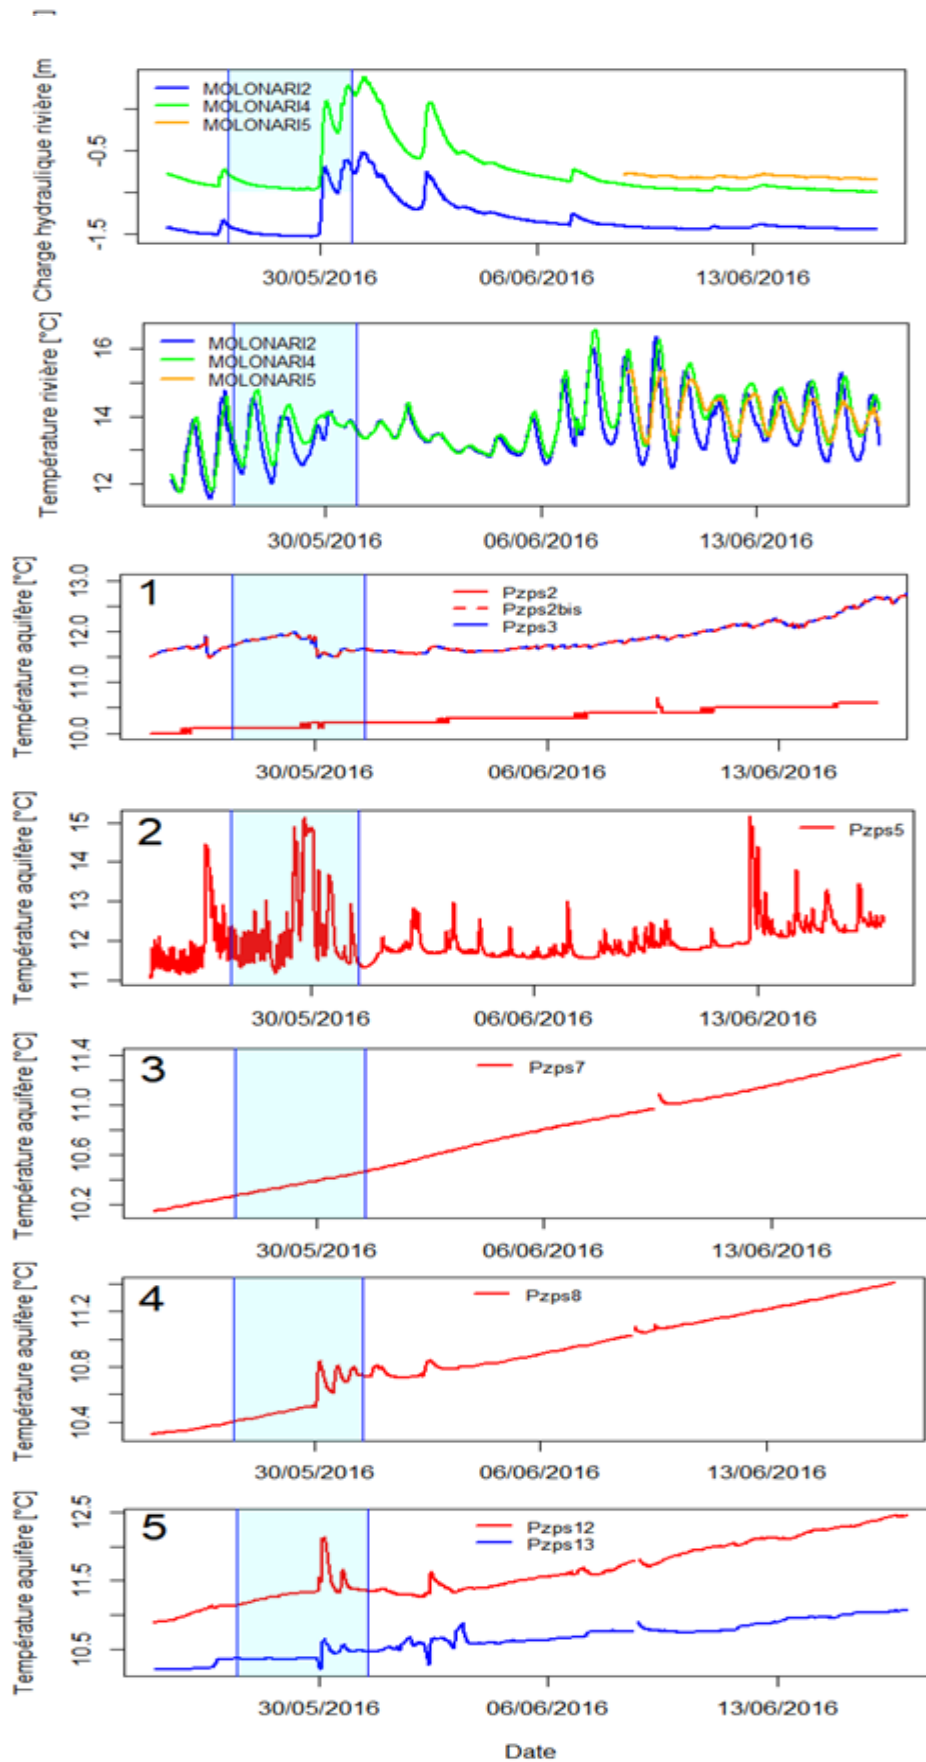 Charge hydraulique rivière [m
]
-0.5
-1.5
MOLONARI2
MOLONARI4
MOLONARI5
30/05/2016 06/06/2016 13/06/2016
Température rivière [°C]
16
14
12
MOLONARI2
MOLONARI4
MOLONARI5
30/05/2016 06/06/2016 13/06/2016
Température aquifère [°C]
13.0
12.0
11.0
10.0
1
Pzps2
Pzps2bis
Pzps3
30/05/2016 06/06/2016 13/06/2016
Température aquifère [°C]
15
14
13
12
11
2
Pzps5
30/05/2016 06/06/2016 13/06/2016
Température aquifère [°C]
11.4
11.0
10.6
10.2
3
Pzps7
30/05/2016 06/06/2016 13/06/2016
Température aquifère [°C]
11.2
10.8
10.4
4
Pzps8
30/05/2016 06/06/2016 13/06/2016
Température aquifère [°C]
12.5
11.5
10.5
5
Pzps12
Pzps13
30/05/2016 06/06/2016 13/06/2016
Date